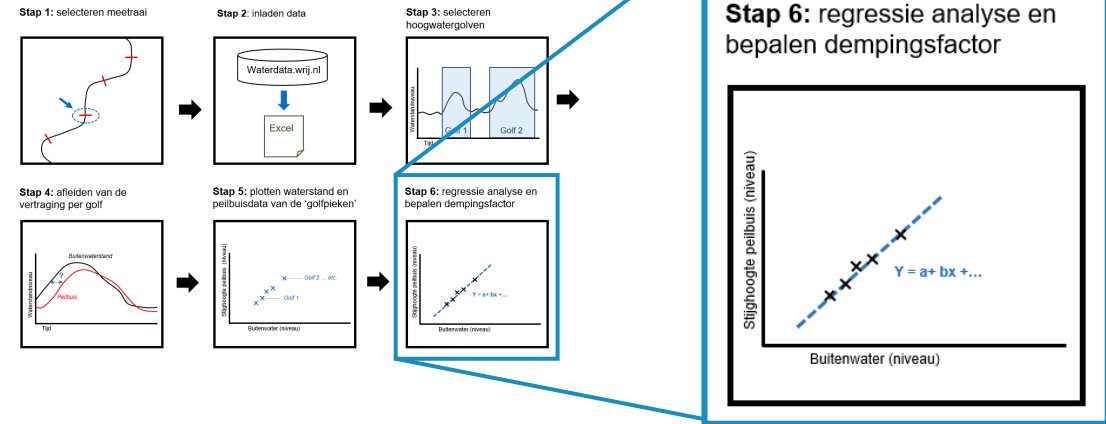 Stap 1: selecteren meetraai
Stap 2: inladen data
Waterdata.wrij.nl
Excel
Stap 3: selecteren
hoogwatergolven
Waterstandniveau
Golf 1
Golf 2
Tijd
Stap 4: afleiden van de
vertraging per golf
Waterstandniveau
Buitenwaterstand
?
Peilbuis
Tijd
Stap 5: plotten waterstand en
peilbuisdata van de ‘golfpieken’
Stijghoogte peilbuis (niveau)
Golf 2 ... etc.
Golf 1
Buitenwater (niveau)
Stap 6: regressie analyse en
bepalen dempingsfactor
Stijghoogte peilbuis (niveau)
Y = a+ bx +...
Buitenwater (niveau)
Stap 6: regressie analyse en
bepalen dempingsfactor
Stijghoogte peilbuis (niveau)
Y = a+ bx +...
Buitenwater (niveau)